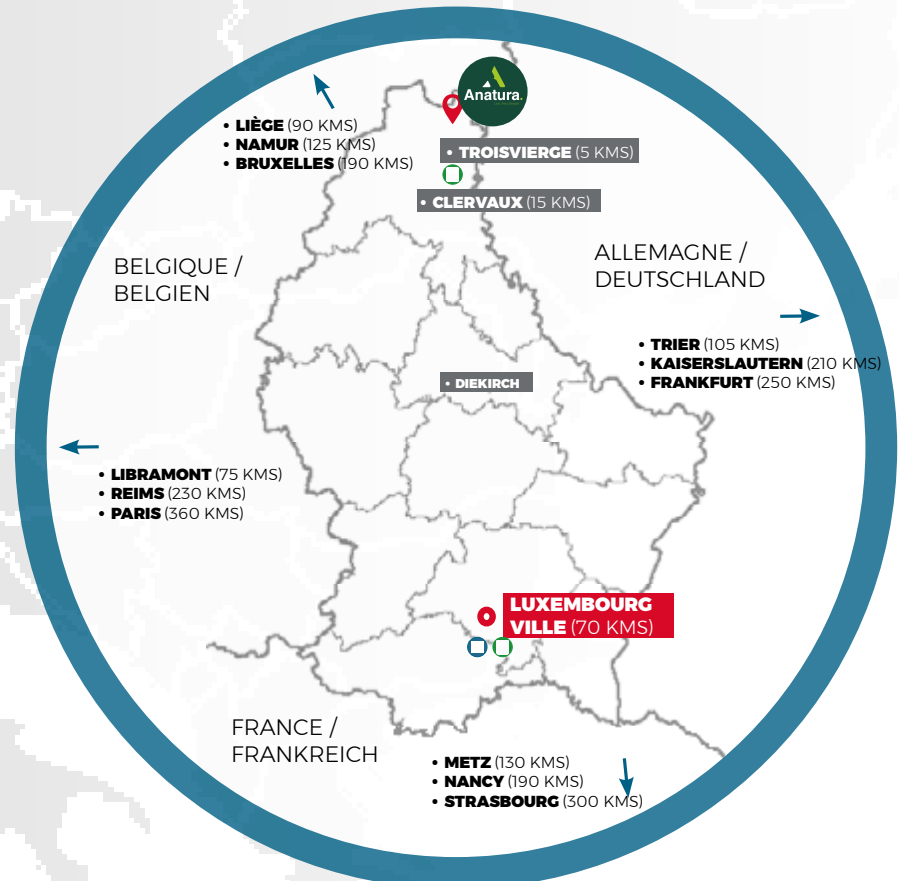 Anatura.
• LIÈGE (90 KMS)
• NAMUR (125 KMS)
• BRUXELLES (190 KMS)
• TROISVIERGE (5 KMS)
• CLERVAUX (15 KMS)
BELGIQUE /
BELGIEN
ALLEMAGNE /
DEUTSCHLAND
• TRIER (105 KMS)
• KAISERSLAUTERN (210 KMS)
• FRANKFURT (250 KMS)
• DIEKIRCH
• LIBRAMONT (75 KMS)
• REIMS (230 KMS)
• PARIS (360 KMS)
LUXEMBOURG
VILLE (70 KMS)
FRANCE /
FRANKREICH
• METZ (130 KMS)
• NANCY (190 KMS)
• STRASBOURG (300 KMS)